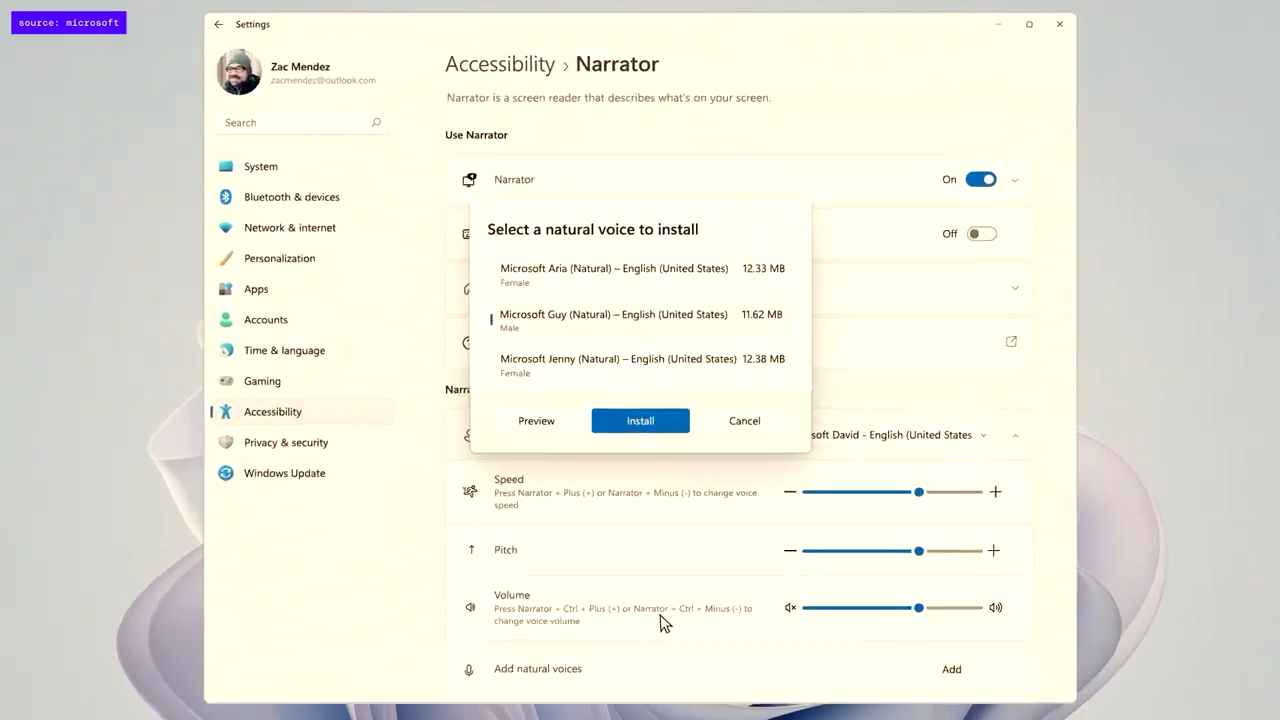 source: microsoft
Settings
Zac Mendez
zacmendez@outlook.com
Search
System
Bluetooth & devices
Network & internet
Personalization
Apps
Accounts
Time & language
Gaming
Accessibility
Privacy & security
Windows Update
Accessibility › Narrator
Narrator is a screen reader that describes what's on your screen.
Use Narrator
Narrator On
Off
Select a natural voice to install
Microsoft Aria (Natural) – English (United States) 12.33 MB
Female
Microsoft Guy (Natural) – English (United States) 11.62 MB
Male
Microsoft Jenny (Natural) – English (United States) 12.38 MB
Female
Preview Install Cancel
English (United States
Speed
Press Narrator + Plus (+) or Narrator + Minus (-) to change voice
speed
Pitch
Volume
Press Narrator + Ctrl + Plus (+) or Narrator + Ctrl + Minus (-) to
change voice volume
Add natural voices Add